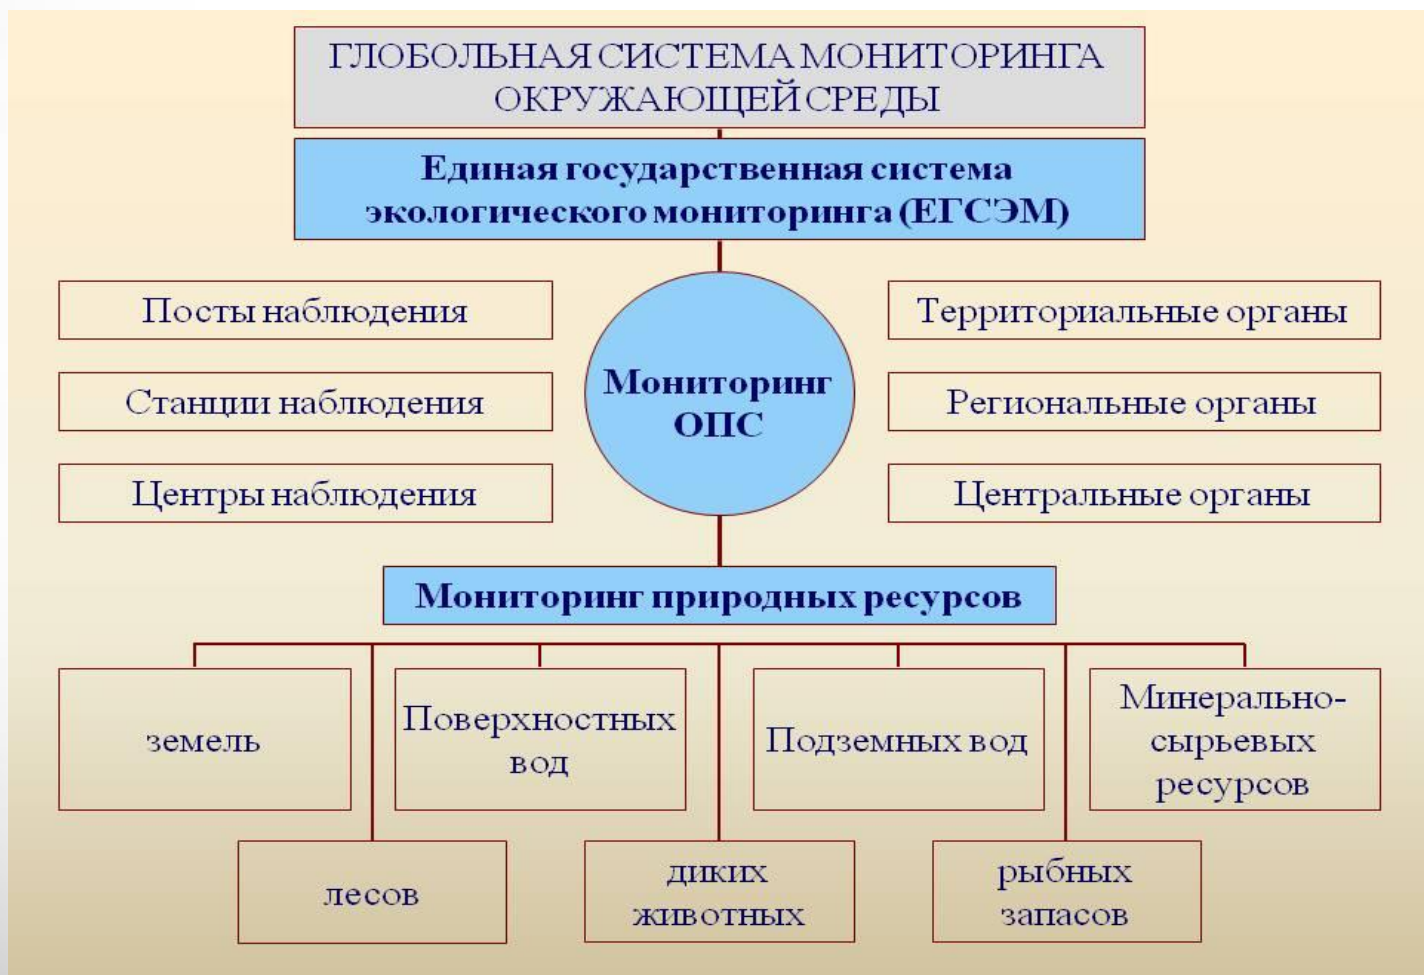 ГЛОБОЛЬНАЯ СИСТЕМА МОНИТОРИНГА
ОКРУЖАЮЩЕЙ СРЕДЫ
Единая государственная система
экологического мониторинга (ЕГСЭМ)
Посты наблюдения
Территориальные органы
Мониторинг
ОПС
Станции наблюдения
Региональные органы
Центры наблюдения
Центральные органы
Мониторинг природных ресурсов
земель
Поверхностных
вод
Подземных вод
Минерально-
сырьевых
ресурсов
лесов
диких
животных
рыбных
запасов